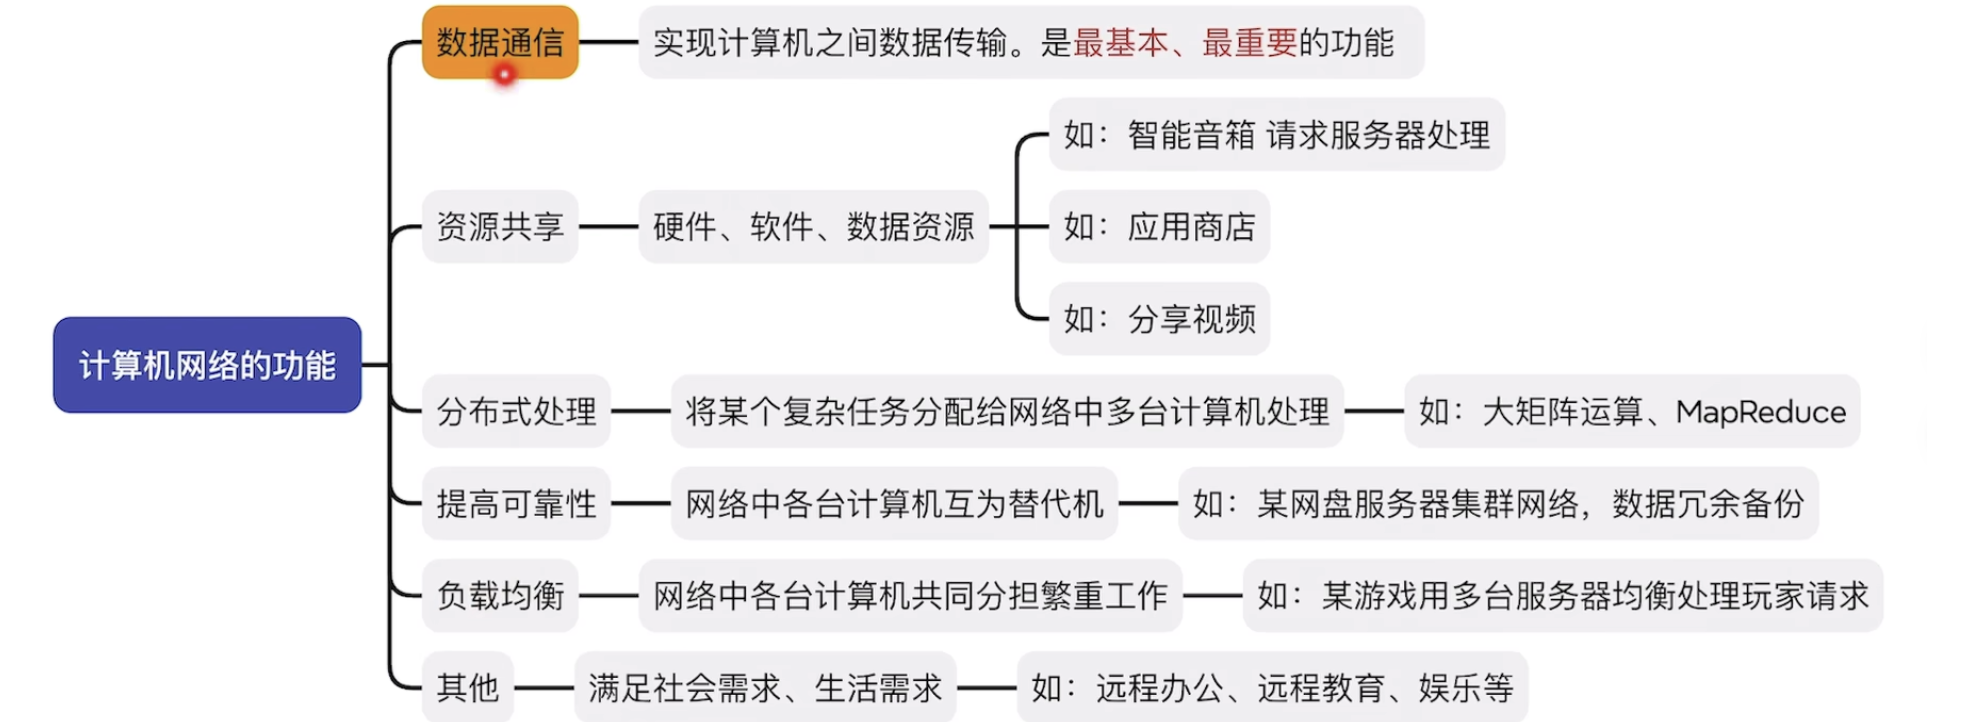 数据通信
实现计算机之间数据传输。是最基本、最重要的功能
如：智能音箱 请求服务器处理
资源共享
硬件、软件、数据资源
如：应用商店
如：分享视频
计算机网络的功能
分布式处理
将某个复杂任务分配给网络中多台计算机处理
如：大矩阵运算、MapReduce
提高可靠性
网络中各台计算机互为替代机
如：某网盘服务器集群网络，数据冗余备份
负载均衡
网络中各台计算机共同分担繁重工作
如：某游戏用多台服务器均衡处理玩家请求
其他
满足社会需求、生活需求
如：远程办公、远程教育、娱乐等